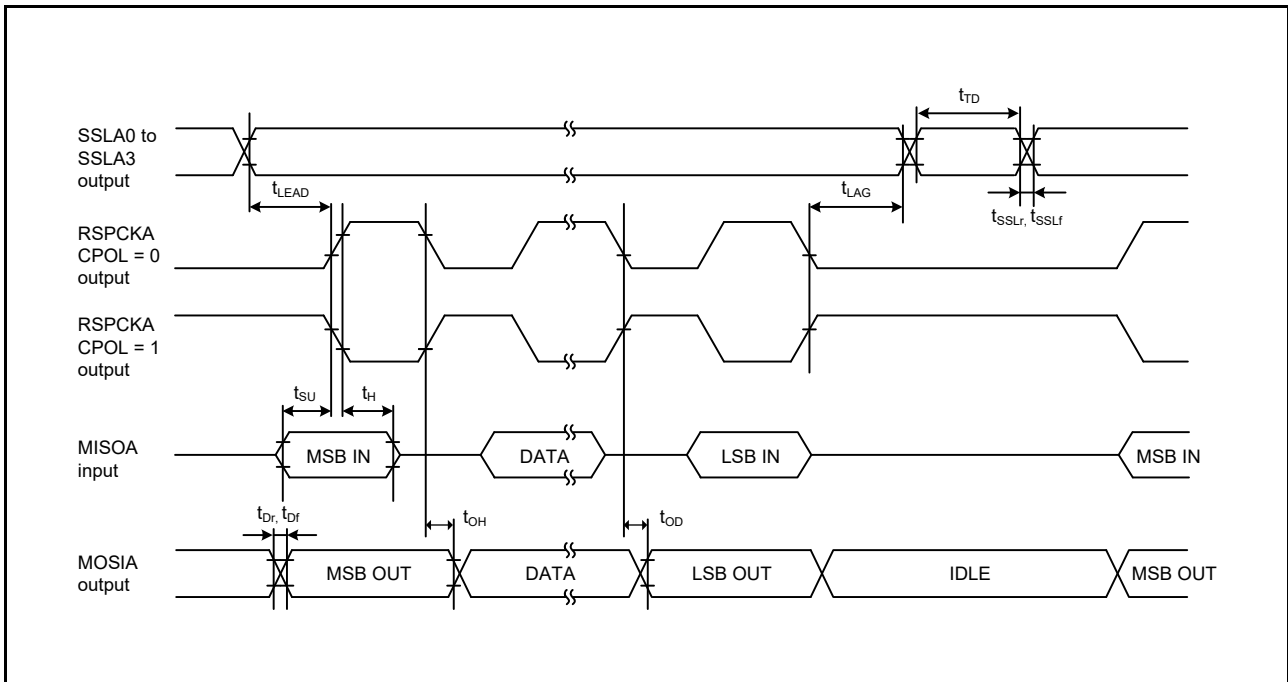 tTD
SSLA0 to
SSLA3
output
tLEAD
tLAG
tSSLr, tSSLf
RSPCKA
CPOL = 0
output
RSPCKA
CPOL = 1
output
tSU
tH
MISOA
input
MSB IN
DATA
LSB IN
MSB IN
tDr, tDf
tOH
tOD
MOSIA
output
MSB OUT
DATA
LSB OUT
IDLE
MSB OUT